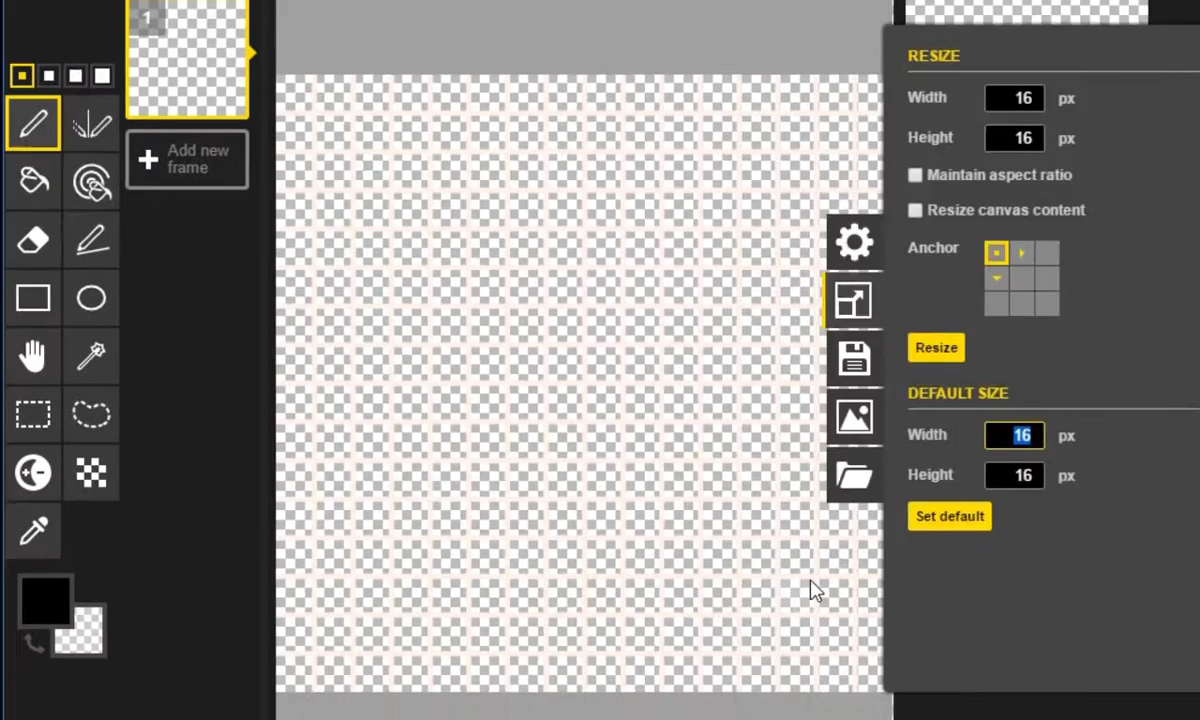 1
Add new
frame
RESIZE
Width 16 px
Height 16 px
Maintain aspect ratio
Resize canvas content
Anchor
Resize
DEFAULT SIZE
Width 16 px
Height 16 px
Set default